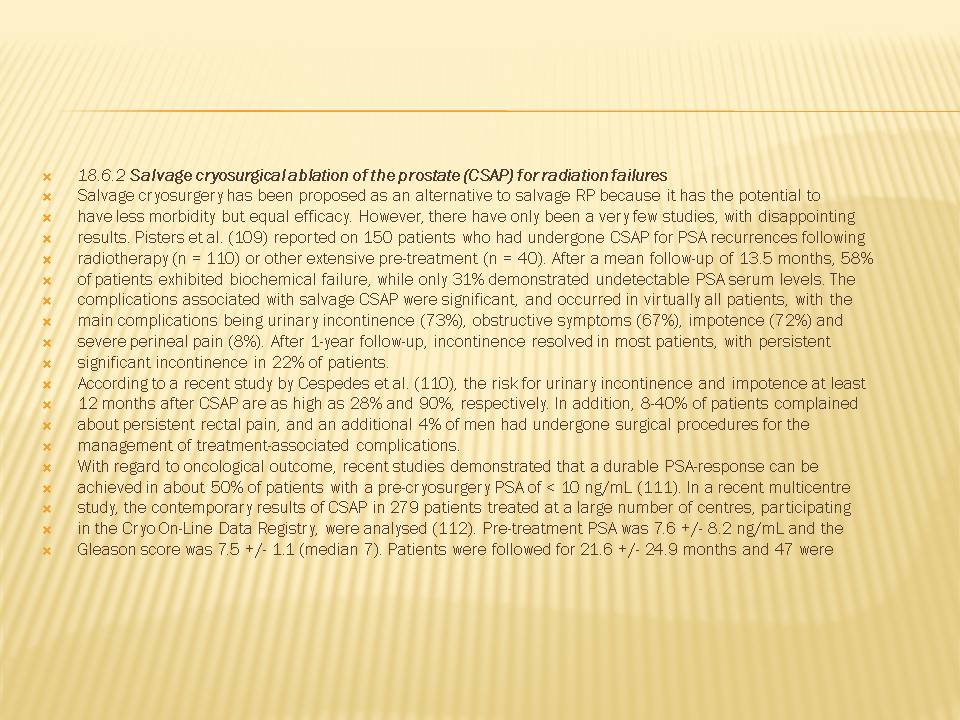 18.6.2 Salvage cryosurgical ablation of the prostate (CSAP) for radiation failures
Salvage cryosurgery has been proposed as an alternative to salvage RP because it has the potential to
have less morbidity but equal efficacy. However, there have only been a very few studies, with disappointing
results. Pisters et al. (109) reported on 150 patients who had undergone CSAP for PSA recurrences following
radiotherapy (n = 110) or other extensive pre-treatment (n = 40). After a mean follow-up of 13.5 months, 58%
of patients exhibited biochemical failure, while only 31% demonstrated undetectable PSA serum levels. The
complications associated with salvage CSAP were significant, and occurred in virtually all patients, with the
main complications being urinary incontinence (73%), obstructive symptoms (67%), impotence (72%) and
severe perineal pain (8%). After 1-year follow-up, incontinence resolved in most patients, with persistent
significant incontinence in 22% of patients.
According to a recent study by Cespedes et al. (110), the risk for urinary incontinence and impotence at least
12 months after CSAP are as high as 28% and 90%, respectively. In addition, 8-40% of patients complained
about persistent rectal pain, and an additional 4% of men had undergone surgical procedures for the
management of treatment-associated complications.
With regard to oncological outcome, recent studies demonstrated that a durable PSA-response can be
achieved in about 50% of patients with a pre-cryosurgery PSA of < 10 ng/mL (111). In a recent multicentre
study, the contemporary results of CSAP in 279 patients treated at a large number of centres, participating
in the Cryo On-Line Data Registry, were analysed (112). Pre-treatment PSA was 7.6 +/- 8.2 ng/mL and the
Gleason score was 7.5 +/- 1.1 (median 7). Patients were followed for 21.6 +/- 24.9 months and 47 were